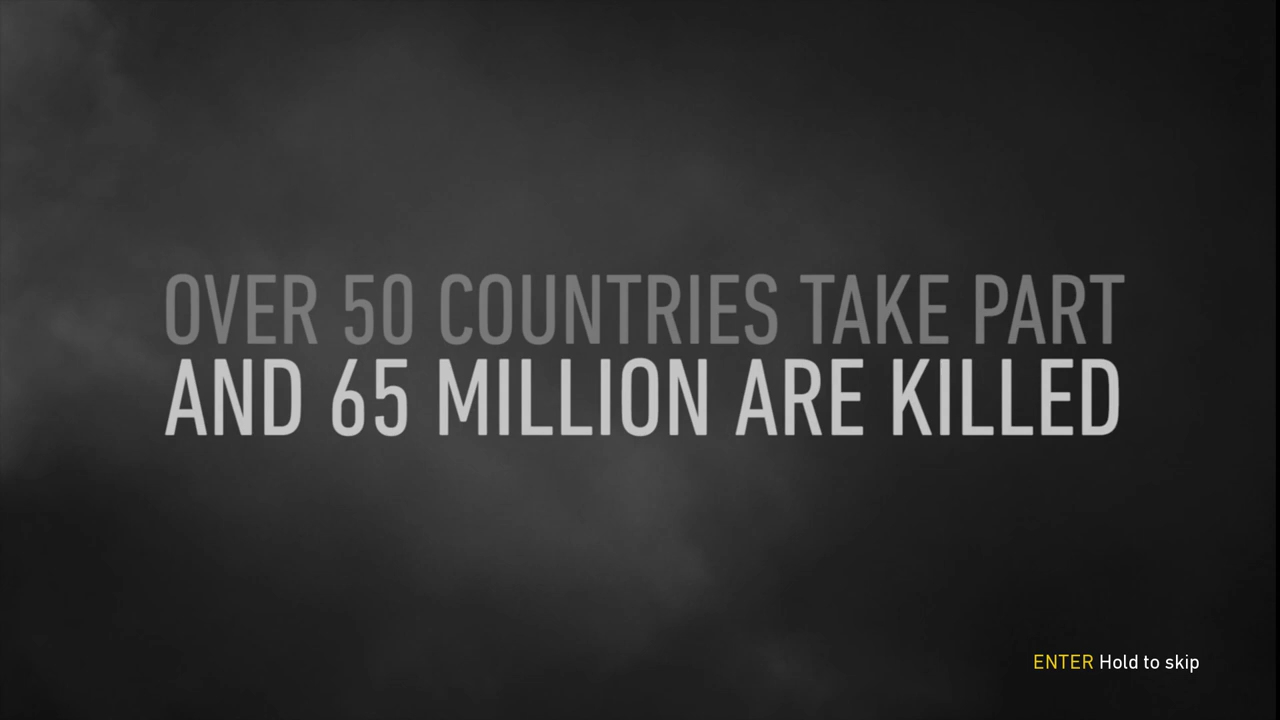 OVER 50 COUNTRIES TAKE PART
AND 65 MILLION ARE KILLED
ENTER Hold to skip